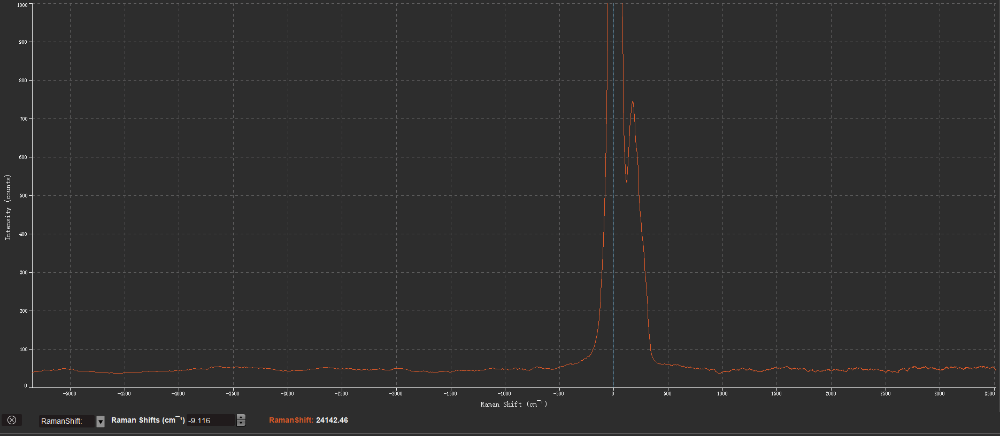 1000
900
800
700
600
500
400
300
200
100
0
Intensity (counts)
-5000 -4500 -4000 -3500 -3000 -2500 -2000 -1500 -1000 -500 0 500 1000 1500 2000 2500 3000 3500
Raman Shift (cm¯¹)
RamanShift: ▼ Raman Shifts (cm¯¹) -9.116 RamanShift: 24142.46